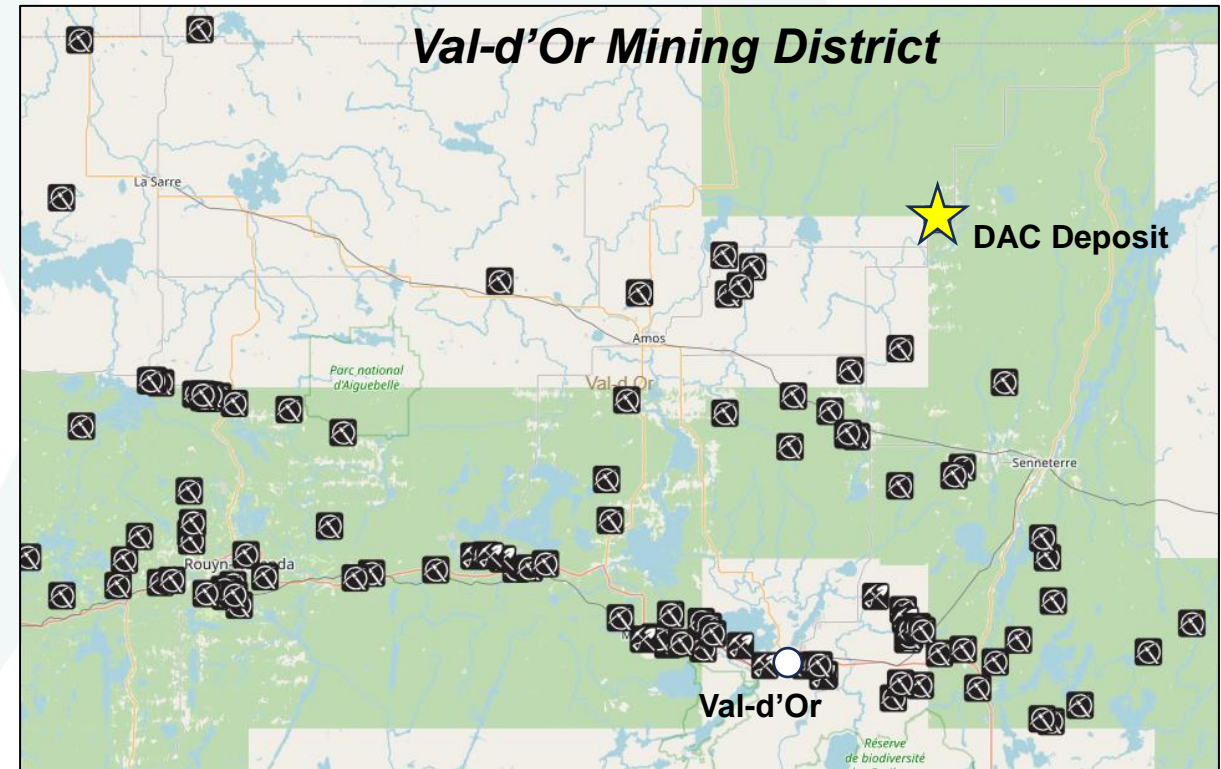 Val-d’Or Mining District
La Sarre
DAC Deposit
Amos
Parc national
d'Aiguebelle
Val-d'Or
Senneterre
Val-d’Or
Réserve
de biodiversité